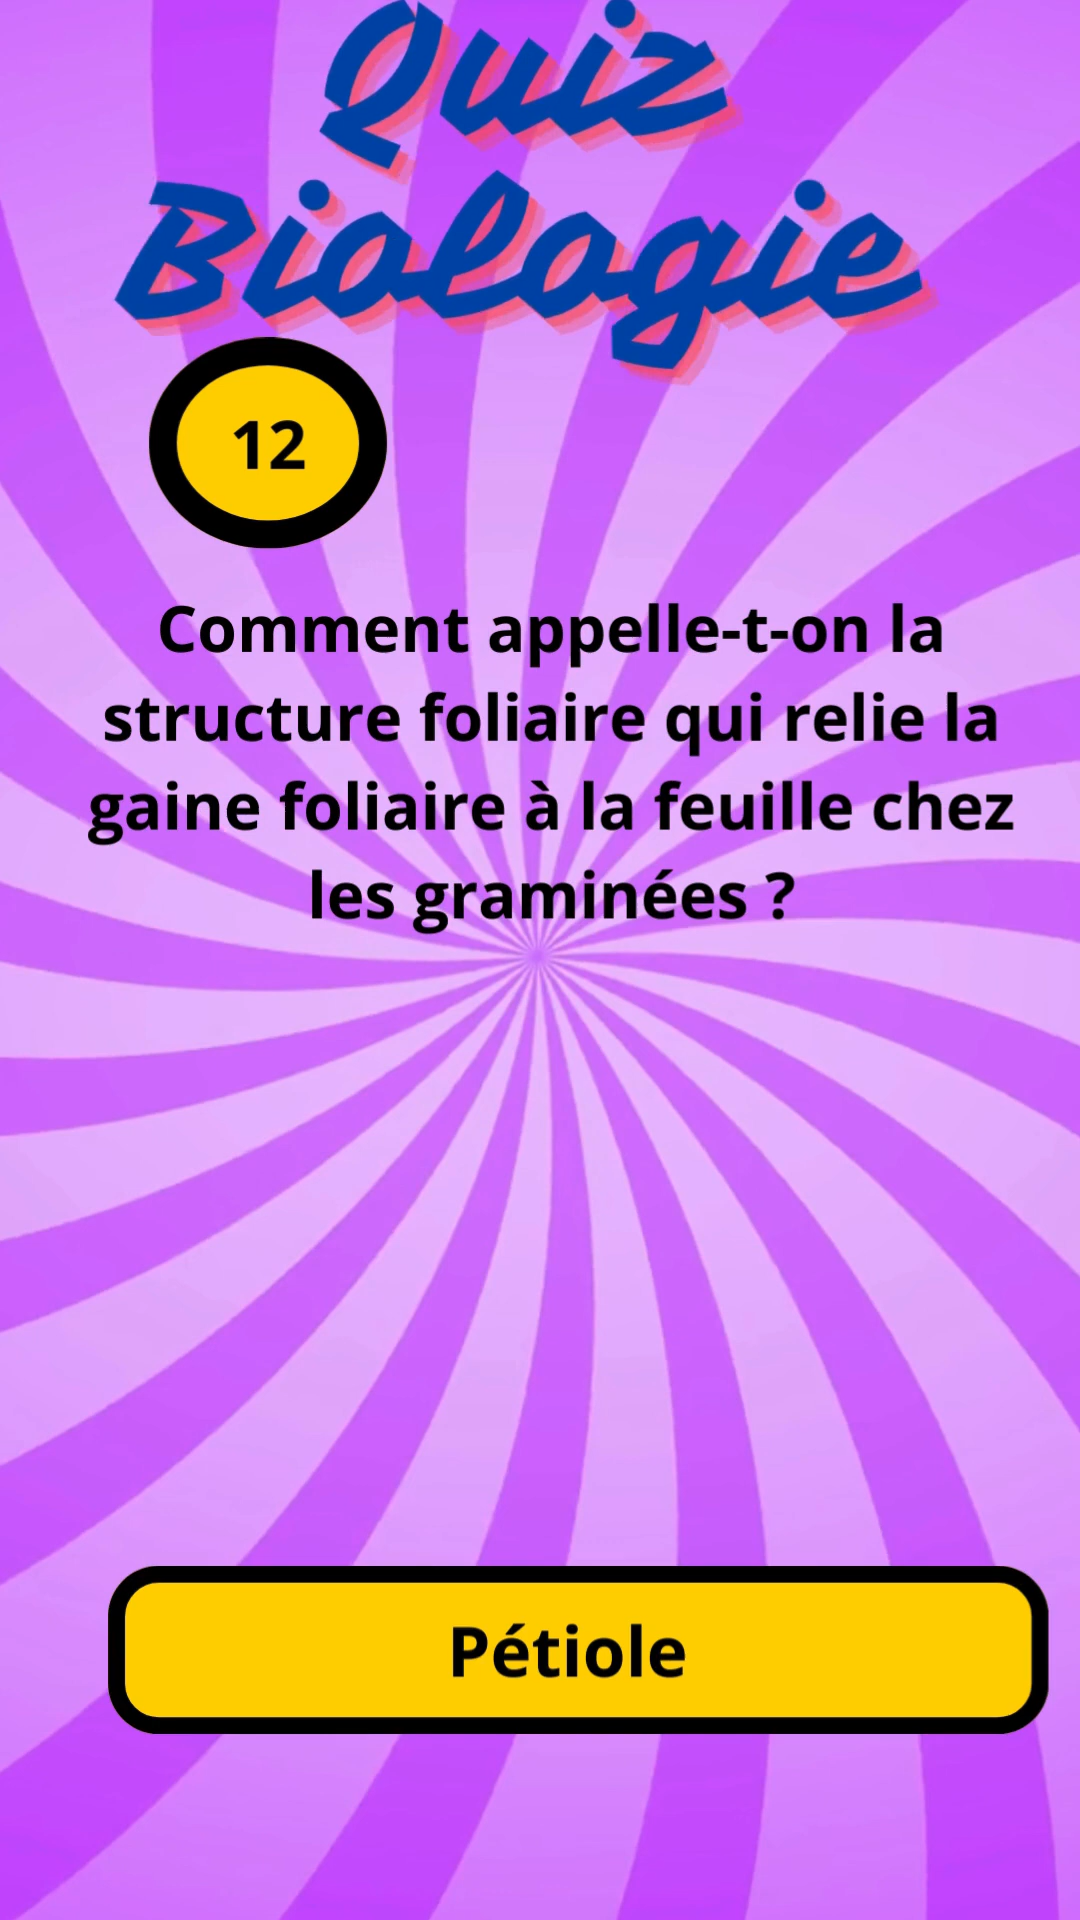 Quiz
Biologie
12
Comment appelle-t-on la
structure foliaire qui relie la
gaine foliaire à la feuille chez
les graminées ?
Pétiole